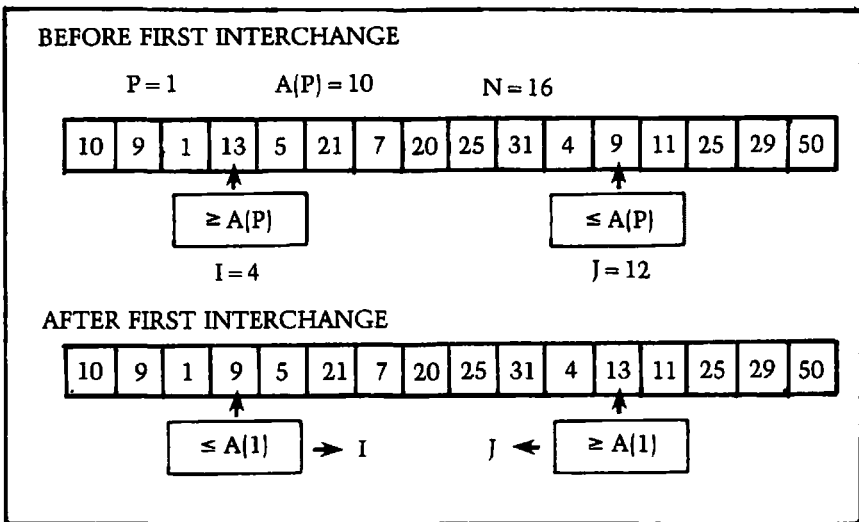 BEFORE FIRST INTERCHANGE
P = 1 A(P) = 10 N = 16
10 9 1 13 5 21 7 20 25 31 4 9 11 25 29 50
≥ A(P) ≤ A(P)
I = 4 J = 12
AFTER FIRST INTERCHANGE
10 9 1 9 5 21 7 20 25 31 4 13 11 25 29 50
≤ A(1) → I J ← ≥ A(1)